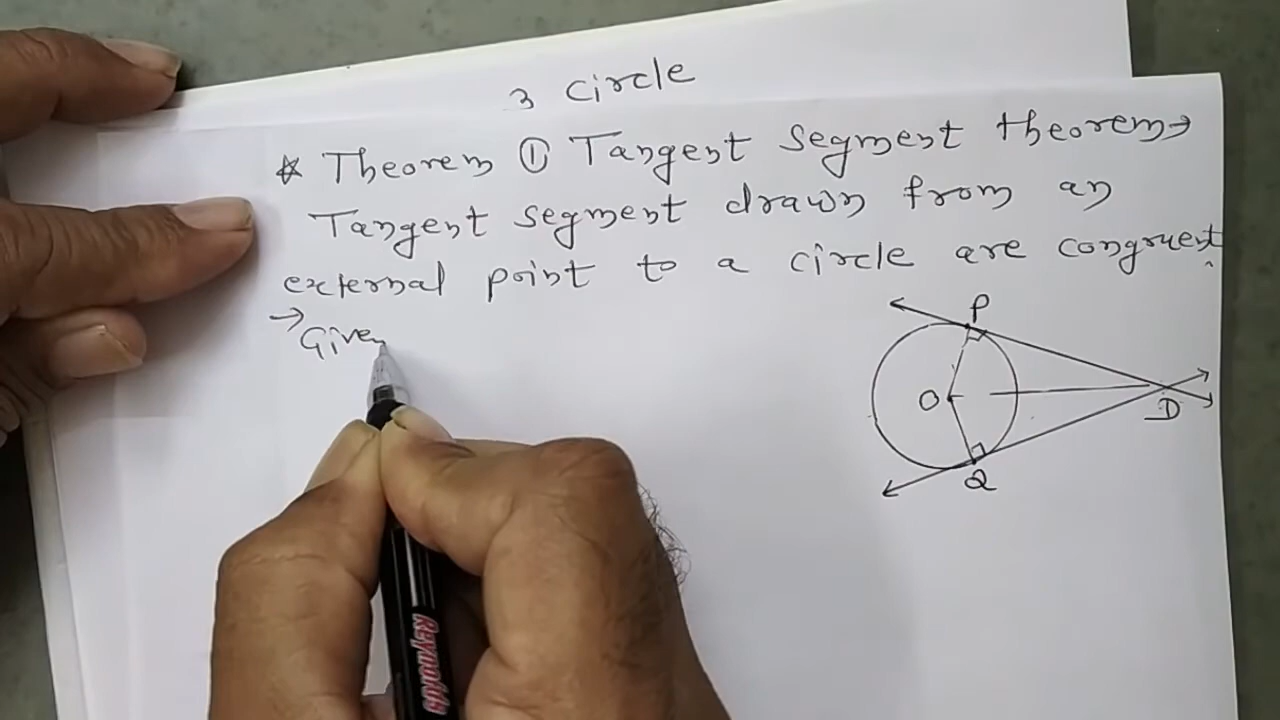 3 Circle
* Theorem ① Tangent segment theorem →
Tangent segment drawn from an
external point to a circle are congruent.
→ Given
P
O
D
Q
Reynolds